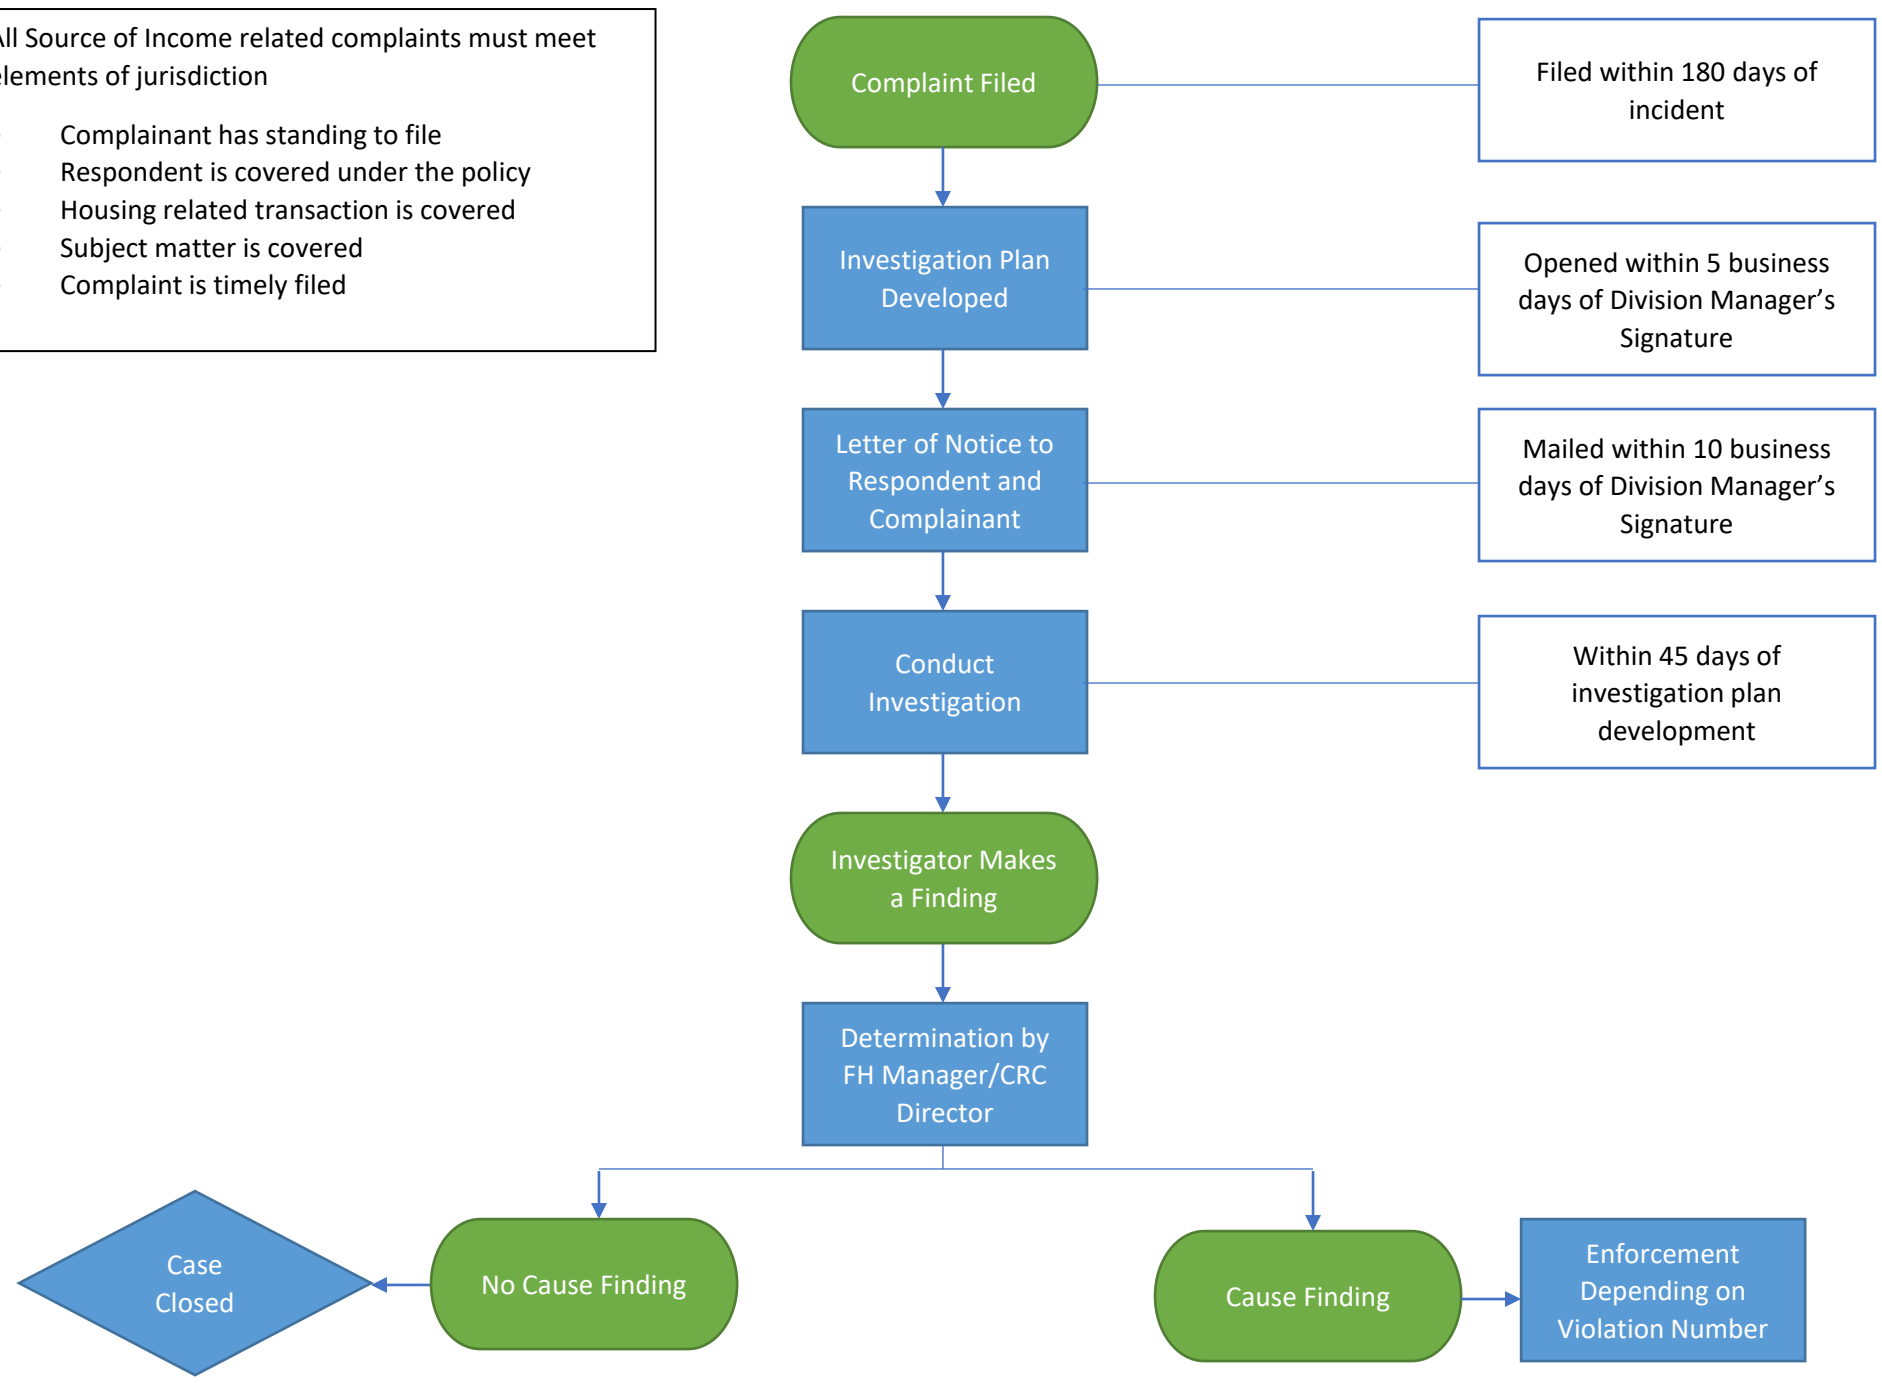 All Source of Income related complaints must meet
elements of jurisdiction
Complainant has standing to file
Respondent is covered under the policy
Housing related transaction is covered
Subject matter is covered
Complaint is timely filed
Complaint Filed
Filed within 180 days of
incident
Investigation Plan
Developed
Opened within 5 business
days of Division Manager’s
Signature
Letter of Notice to
Respondent and
Complainant
Mailed within 10 business
days of Division Manager’s
Signature
Conduct
Investigation
Within 45 days of
investigation plan
development
Investigator Makes
a Finding
Determination by
FH Manager/CRC
Director
Case
Closed
No Cause Finding
Cause Finding
Enforcement
Depending on
Violation Number